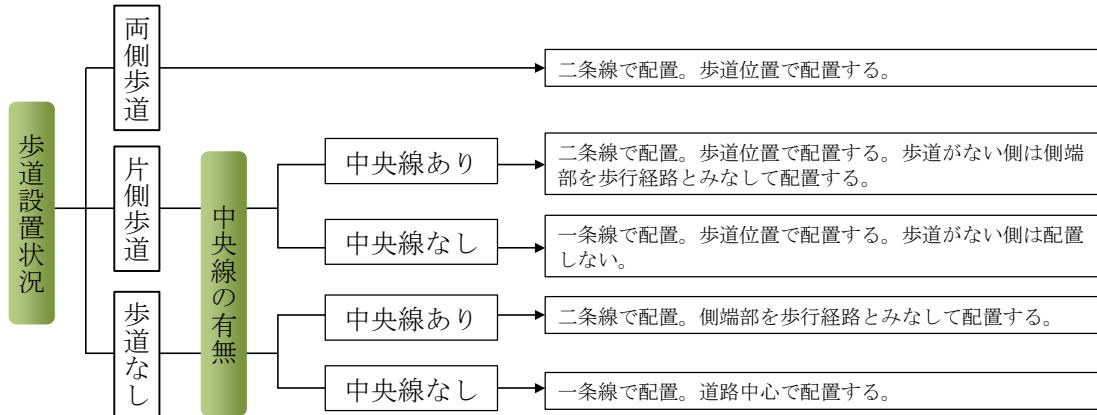 歩道設置状況
両側歩道
二条線で配置。歩道位置で配置する。
片側歩道
中央線の有無
中央線あり
二条線で配置。歩道位置で配置する。歩道がない側は側端
部を歩行経路とみなして配置する。
中央線なし
一条線で配置。歩道位置で配置する。歩道がない側は配置
しない。
歩道なし
中央線あり
二条線で配置。側端部を歩行経路とみなして配置する。
中央線なし
一条線で配置。道路中心で配置する。